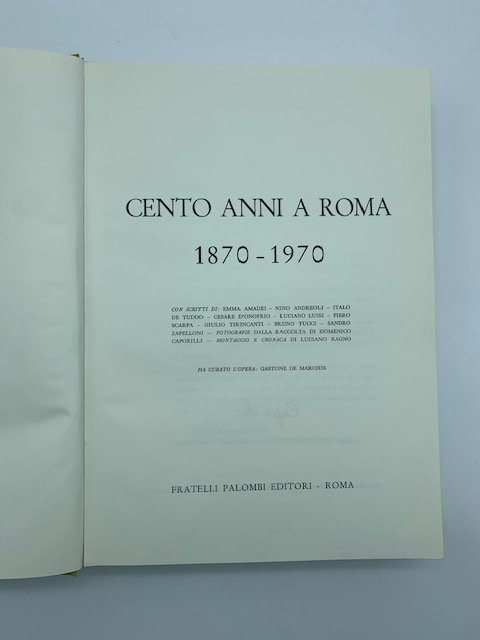 CENTO ANNI A ROMA
1870 - 1970
CON SCRITTI DI: EMMA AMADEI - NINO ANDREOLI - ITALO
DE TUDDO - CESARE D'ONOFRIO - LUCIANO LUISI - PIERO
SCARPA - GIULIO TIRINCANTI - BRUNO TUCCI - SANDRO
ZAPELLONI - FOTOGRAFIE DALLA RACCOLTA DI DOMENICO
CAPORILLI - MONTAGGIO E CRONACA DI LUCIANO RAGNO
HA CURATO L'OPERA: GASTONE DE MARCHIS
FRATELLI PALOMBI EDITORI - ROMA